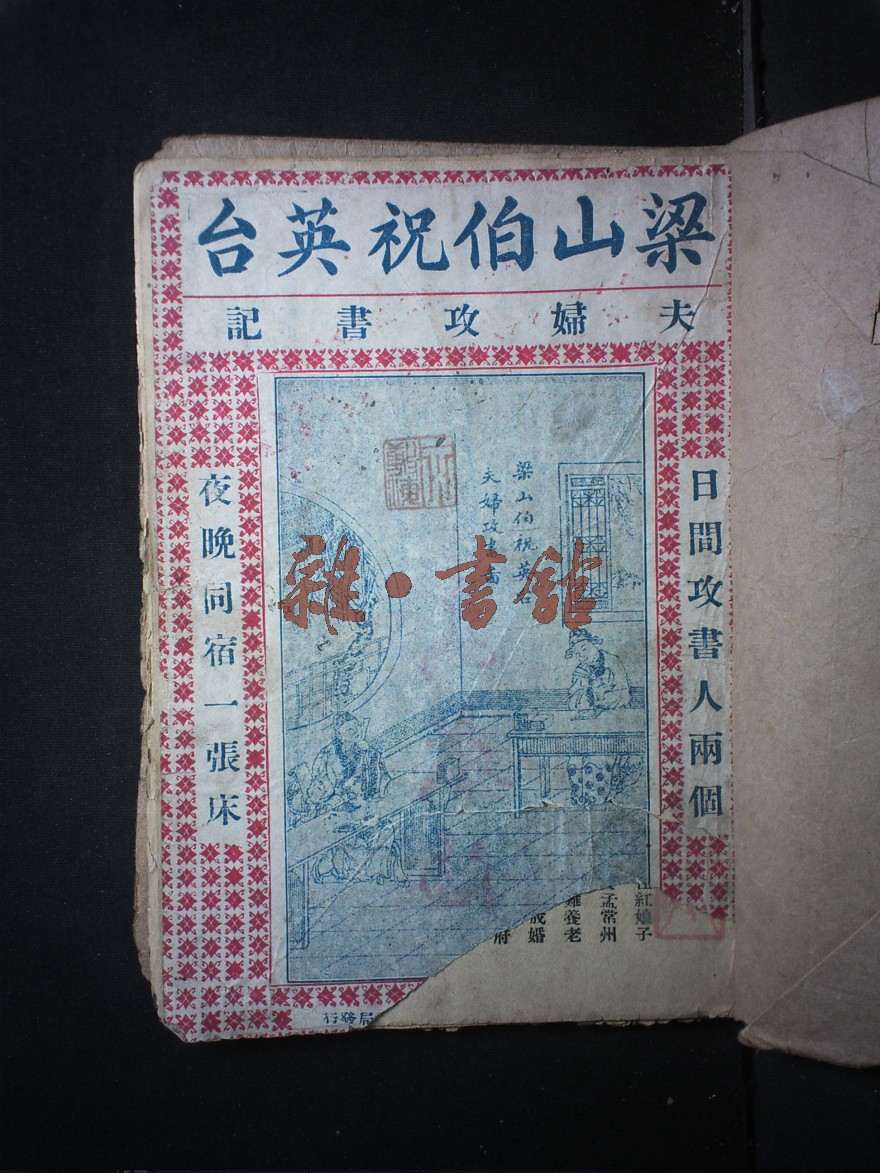 梁山伯祝英台
夫婦攻書記
日間攻書人兩個
夜晚同宿一張床
梁山伯祝英台
夫婦攻書圖
雜·書館
紅娘子
孟常州
養老
成婚
府
局發行